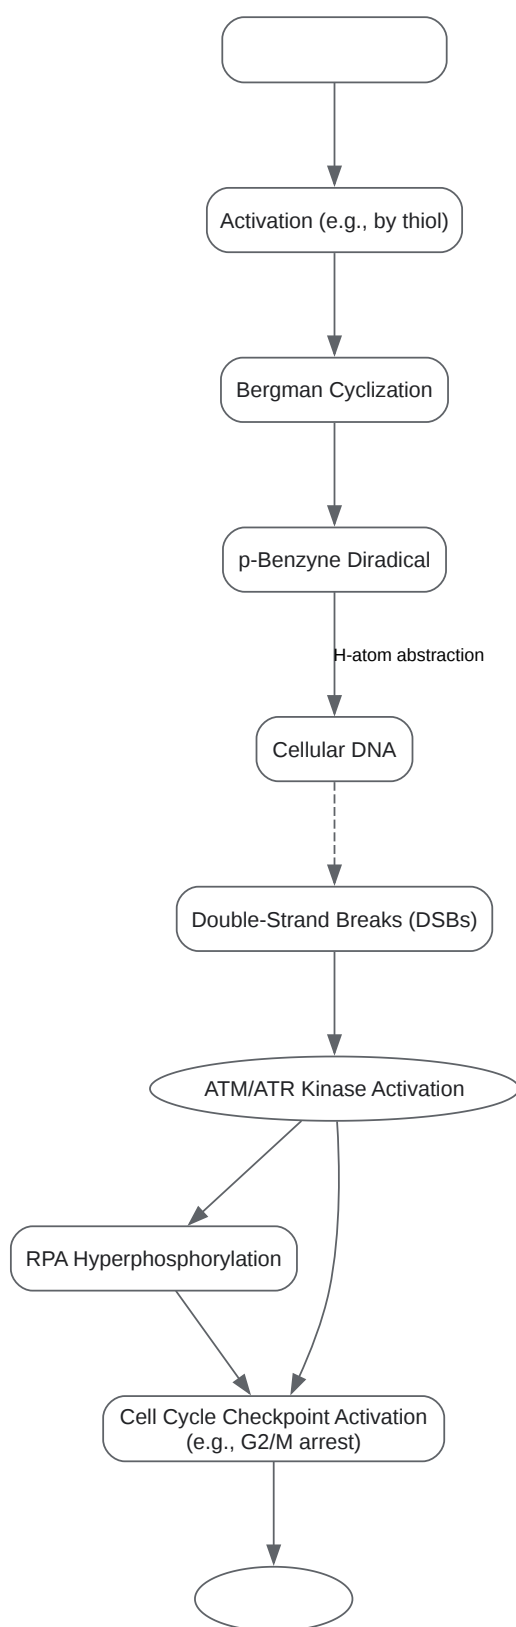 Activation (e.g., by thiol)
Bergman Cyclization
p-Benzyne Diradical
H-atom abstraction
Cellular DNA
Double-Strand Breaks (DSBs)
ATM/ATR Kinase Activation
RPA Hyperphosphorylation
Cell Cycle Checkpoint Activation
(e.g., G2/M arrest)